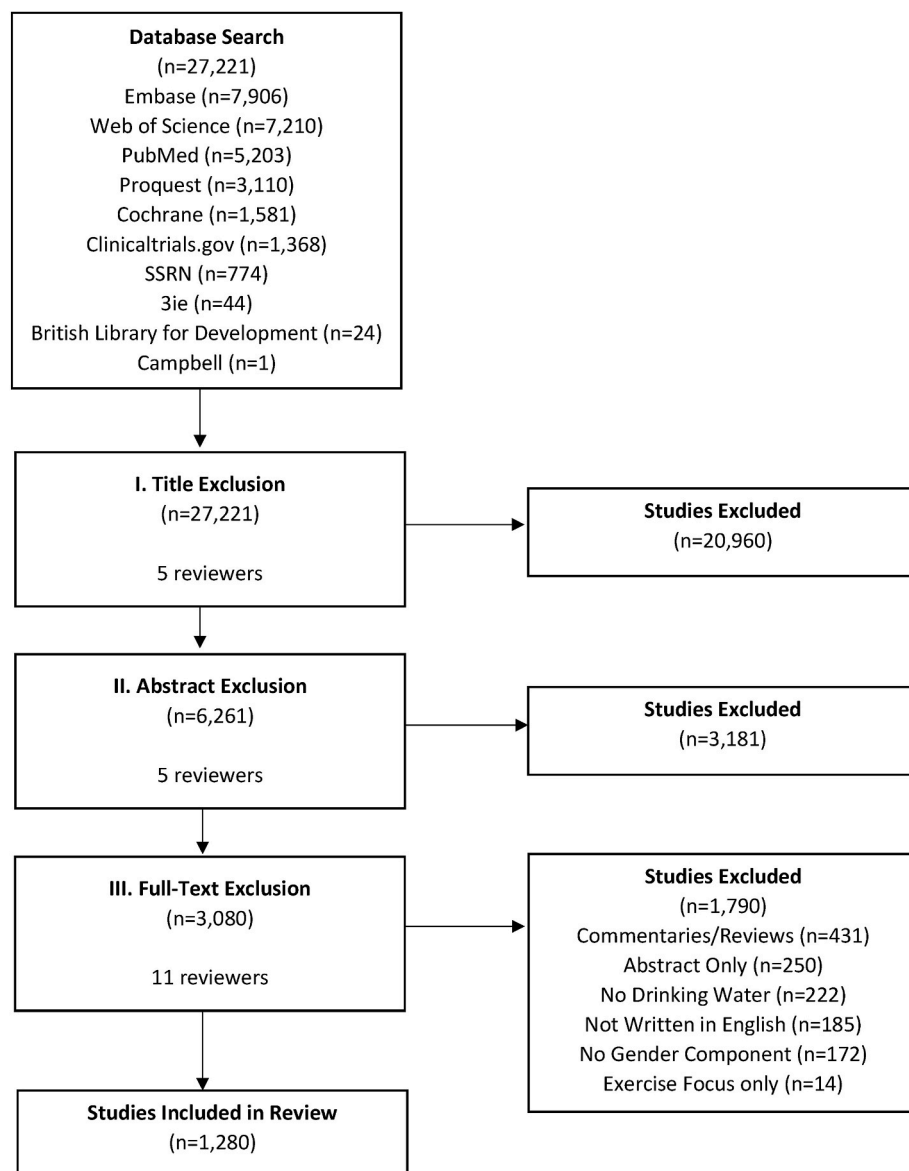 Database Search
(n=27,221)
Embase (n=7,906)
Web of Science (n=7,210)
PubMed (n=5,203)
Proquest (n=3,110)
Cochrane (n=1,581)
Clinicaltrials.gov (n=1,368)
SSRN (n=774)
3ie (n=44)
British Library for Development (n=24)
Campbell (n=1)
I. Title Exclusion
(n=27,221)
5 reviewers
Studies Excluded
(n=20,960)
II. Abstract Exclusion
(n=6,261)
5 reviewers
Studies Excluded
(n=3,181)
III. Full-Text Exclusion
(n=3,080)
11 reviewers
Studies Excluded
(n=1,790)
Commentaries/Reviews (n=431)
Abstract Only (n=250)
No Drinking Water (n=222)
Not Written in English (n=185)
No Gender Component (n=172)
Exercise Focus only (n=14)
Studies Included in Review
(n=1,280)